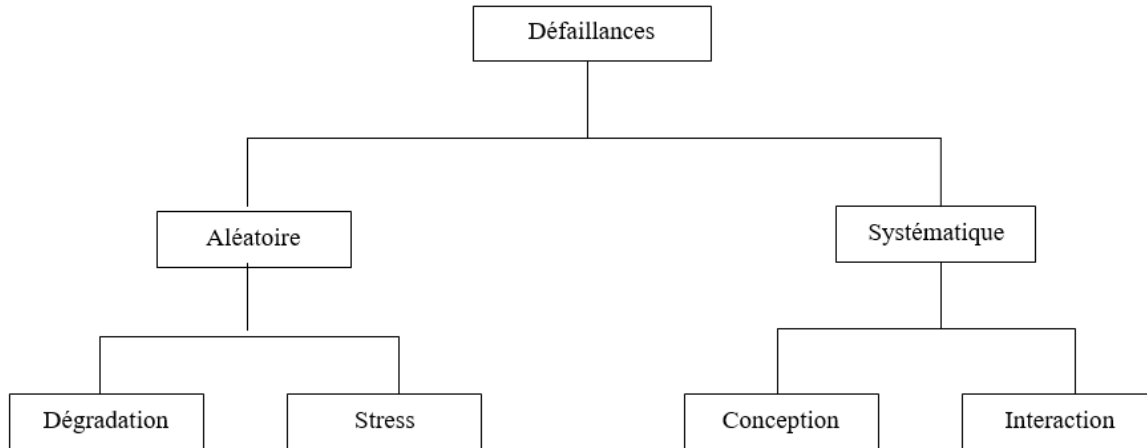 Défaillances
Aléatoire
Systématique
Dégradation
Stress
Conception
Interaction